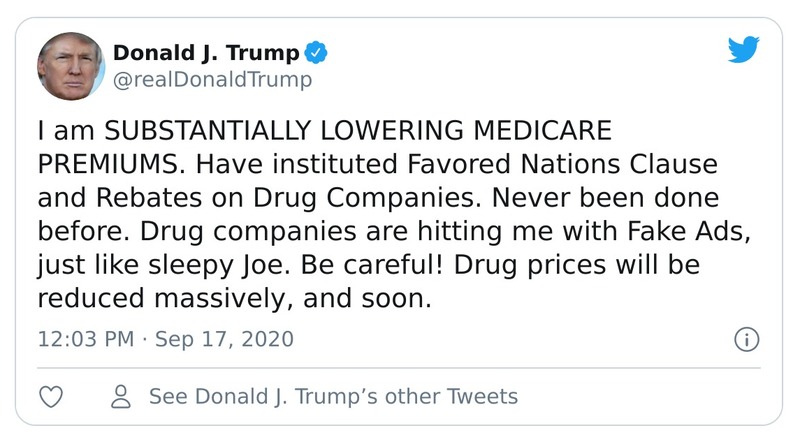 Donald J. Trump
@realDonaldTrump
I am SUBSTANTIALLY LOWERING MEDICARE
PREMIUMS. Have instituted Favored Nations Clause
and Rebates on Drug Companies. Never been done
before. Drug companies are hitting me with Fake Ads,
just like sleepy Joe. Be careful! Drug prices will be
reduced massively, and soon.
12:03 PM · Sep 17, 2020
See Donald J. Trump’s other Tweets